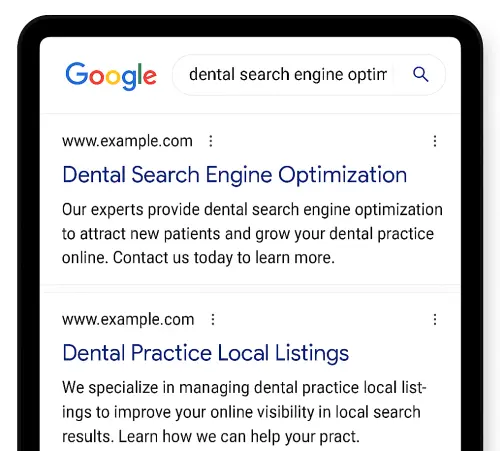 Google dental search engine optim
www.example.com
Dental Search Engine Optimization
Our experts provide dental search engine optimization
to attract new patients and grow your dental practice
online. Contact us today to learn more.
www.example.com
Dental Practice Local Listings
We specialize in managing dental practice local list-
ings to improve your online visibility in local search
results. Learn how we can help your pract.